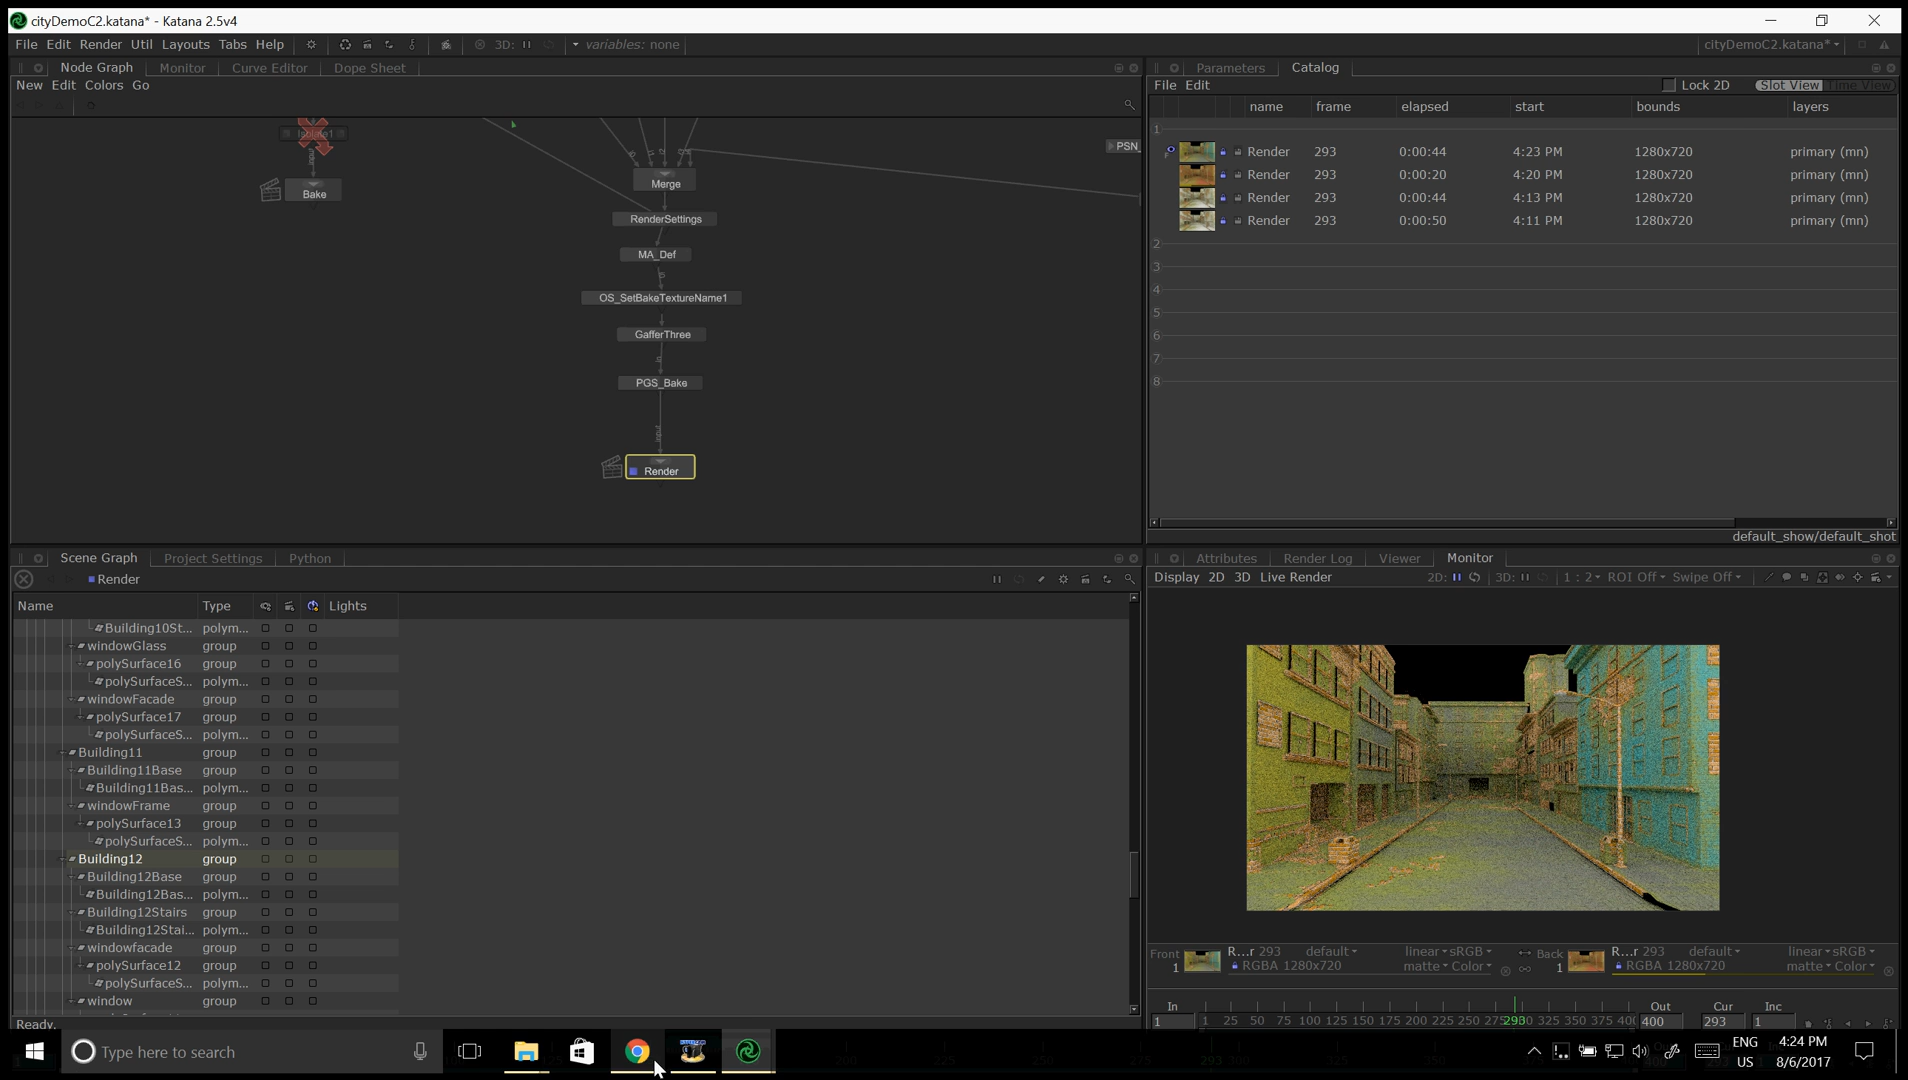 cityDemoC2.katana* - Katana 2.5v4
File Edit Render Util Layouts Tabs Help 3D: variables: none cityDemoC2.katana*
Node Graph Monitor Curve Editor Dope Sheet
New Edit Colors Go
Isolate1
input
Bake
Merge
RenderSettings
MA_Def
OS_SetBakeTextureName1
GafferThree
in
PGS_Bake
input
Render
PSN_
Parameters Catalog
File Edit Lock 2D Slot View Time View
name frame elapsed start bounds layers
1
Render 293 0:00:44 4:23 PM 1280x720 primary (mn)
Render 293 0:00:20 4:20 PM 1280x720 primary (mn)
Render 293 0:00:44 4:13 PM 1280x720 primary (mn)
Render 293 0:00:50 4:11 PM 1280x720 primary (mn)
2
3
4
5
6
7
8
default_show/default_shot
Scene Graph Project Settings Python
Render
Name Type Lights
Building10St... polym...
windowGlass group
polySurface16 group
polySurfaceS... polym...
windowFacade group
polySurface17 group
polySurfaceS... polym...
Building11 group
Building11Base group
Building11Bas... polym...
windowFrame group
polySurface13 group
polySurfaceS... polym...
Building12 group
Building12Base group
Building12Bas... polym...
Building12Stairs group
Building12Stai... polym...
windowfacade group
polySurface12 group
polySurfaceS... polym...
window group
Ready.
Attributes Render Log Viewer Monitor
Display 2D 3D Live Render 2D: 3D: 1 : 2 ROI Off Swipe Off
Front R...r 293 default linear sRGB Back R...r 293 default linear sRGB
1 RGBA 1280x720 matte Color 1 RGBA 1280x720 matte Color
In Out Cur Inc
1 1 25 50 75 100 125 150 175 200 225 250 293 325 350 375 400 293 1
Type here to search
ENG 4:24 PM
US 8/6/2017